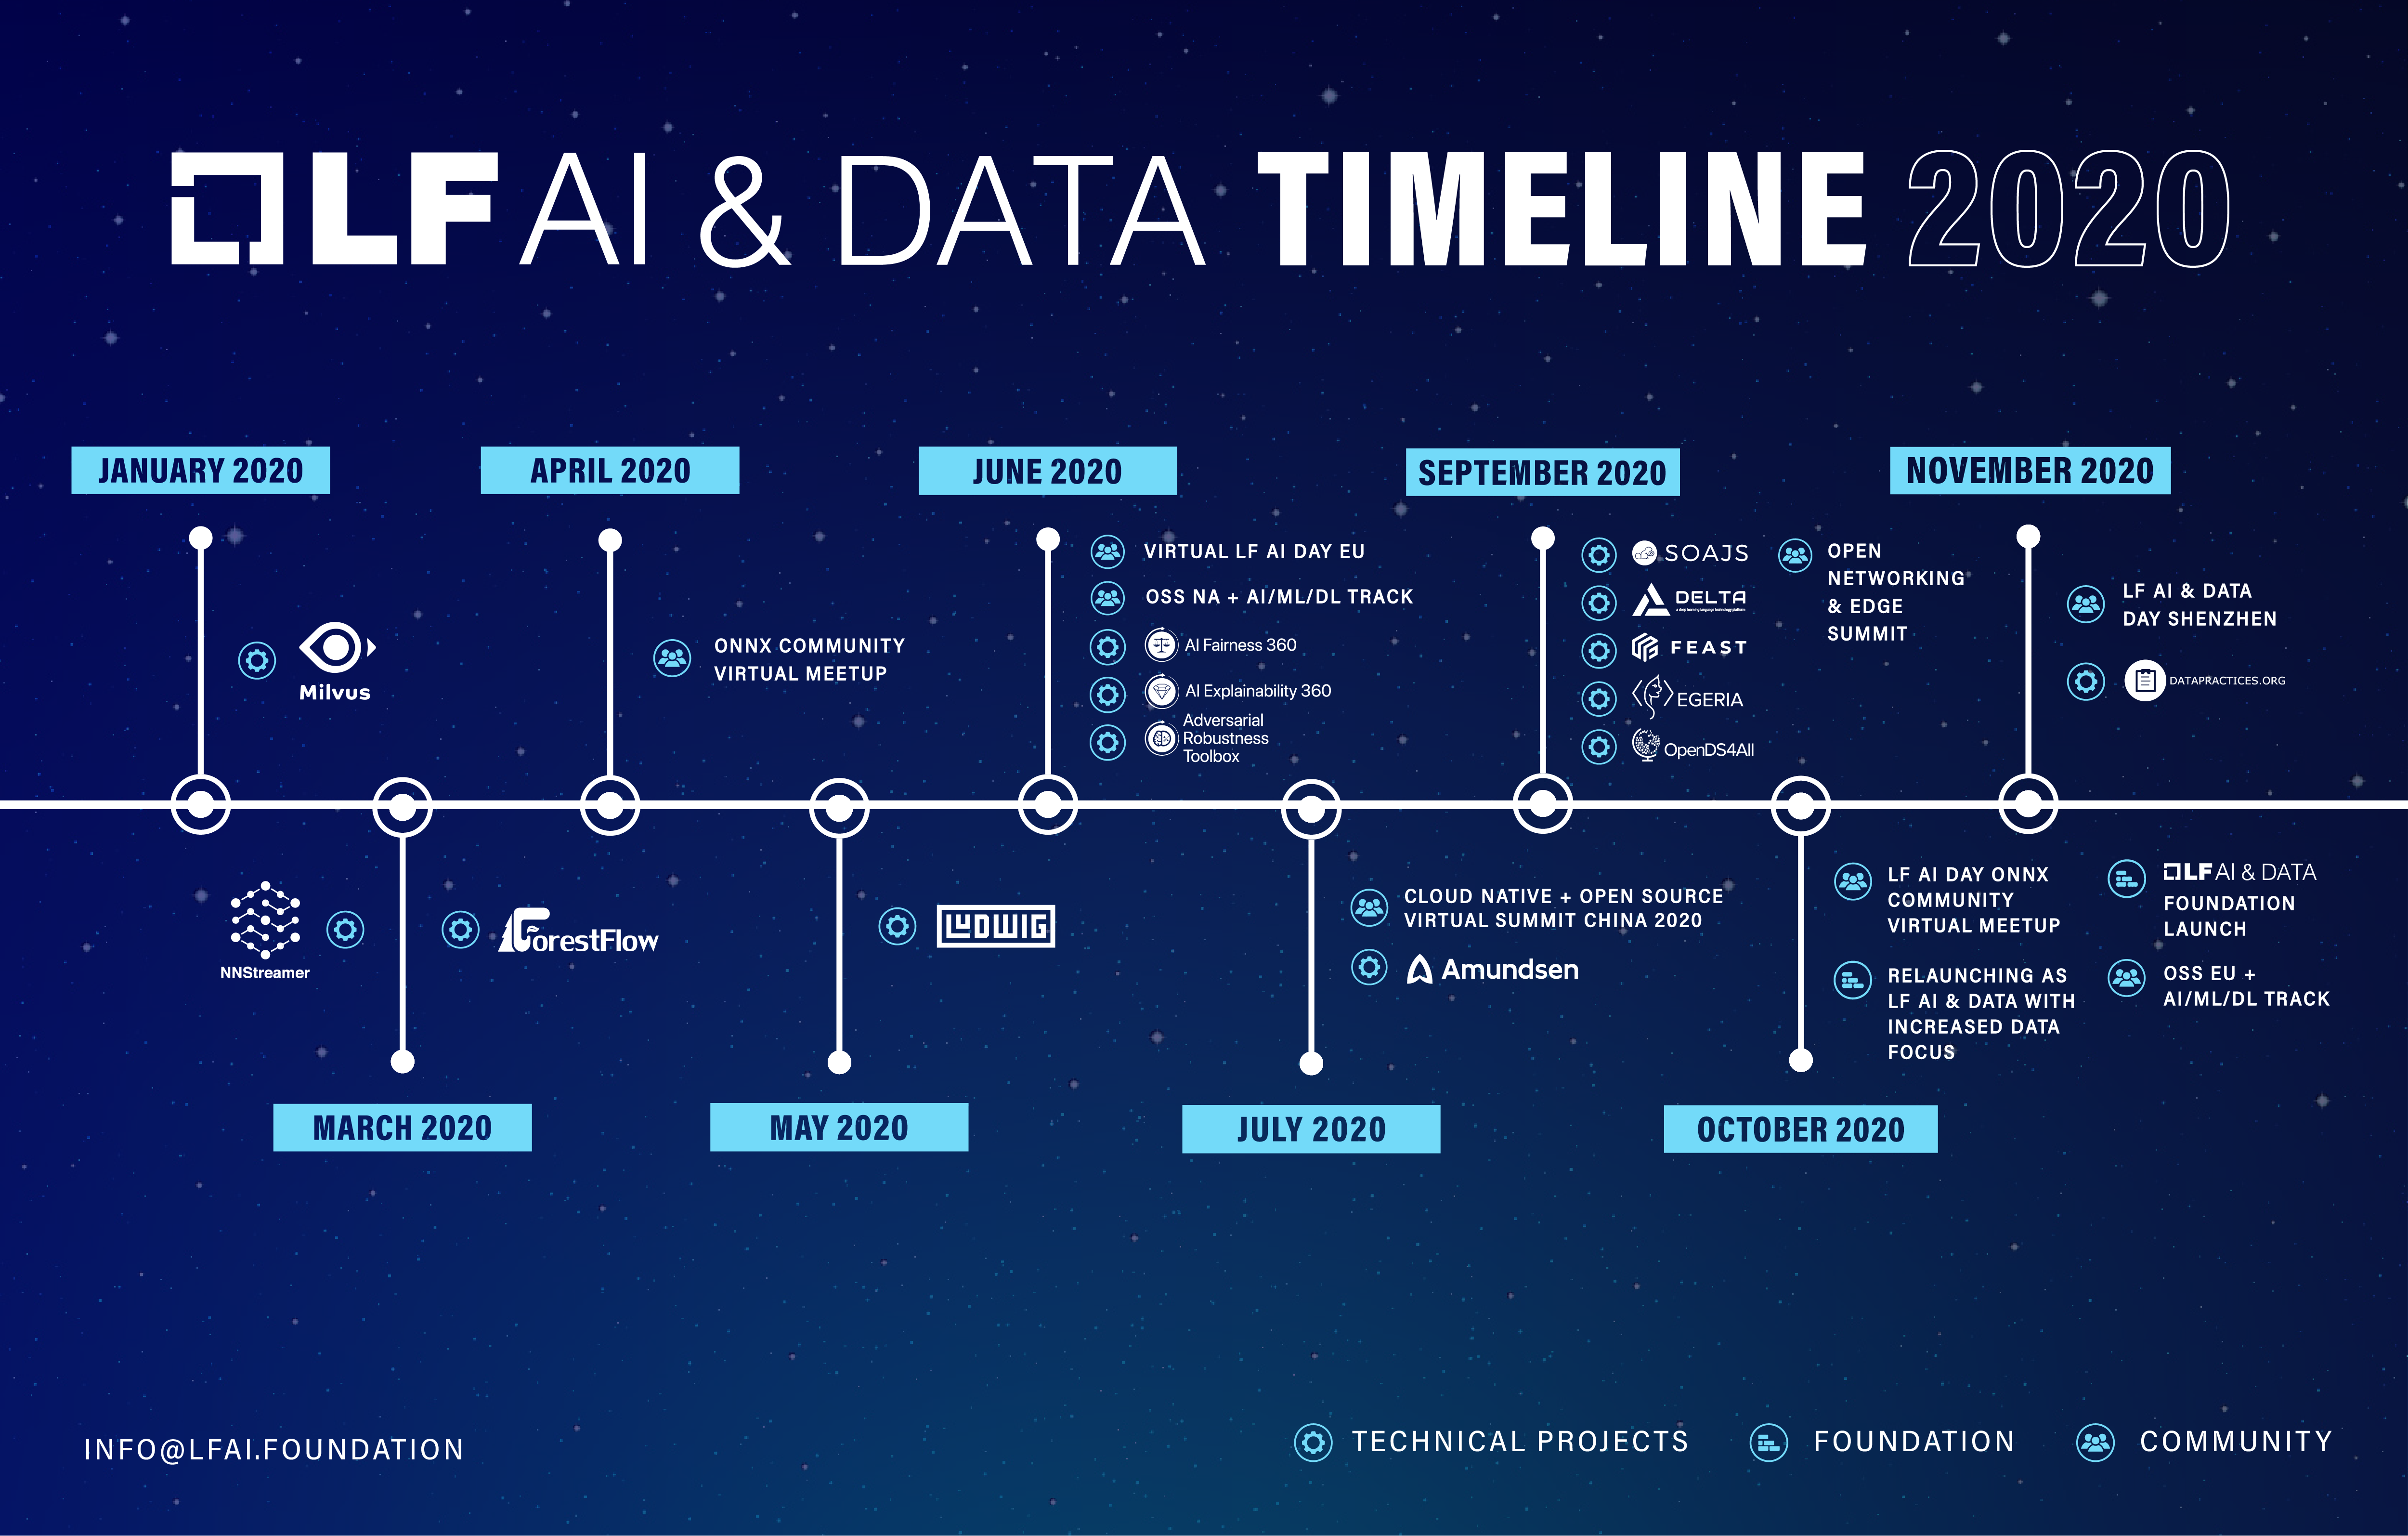 LF AI & DATA TIMELINE 2020
JANUARY 2020
Milvus
APRIL 2020
ONNX COMMUNITY
VIRTUAL MEETUP
JUNE 2020
VIRTUAL LF AI DAY EU
OSS NA + AI/ML/DL TRACK
AI Fairness 360
AI Explainability 360
Adversarial
Robustness
Toolbox
SEPTEMBER 2020
SOAJS
DELTA
a deep learning language technology platform
FEAST
EGERIA
OpenDS4All
OPEN
NETWORKING
& EDGE
SUMMIT
NOVEMBER 2020
LF AI & DATA
DAY SHENZHEN
DATAPRACTICES.ORG
NNStreamer
ForestFlow
MARCH 2020
LUDWIG
MAY 2020
CLOUD NATIVE + OPEN SOURCE
VIRTUAL SUMMIT CHINA 2020
Amundsen
JULY 2020
LF AI DAY ONNX
COMMUNITY
VIRTUAL MEETUP
RELAUNCHING AS
LF AI & DATA WITH
INCREASED DATA
FOCUS
LF AI & DATA
FOUNDATION
LAUNCH
OSS EU +
AI/ML/DL TRACK
OCTOBER 2020
INFO@LFAI.FOUNDATION
TECHNICAL PROJECTS
FOUNDATION
COMMUNITY